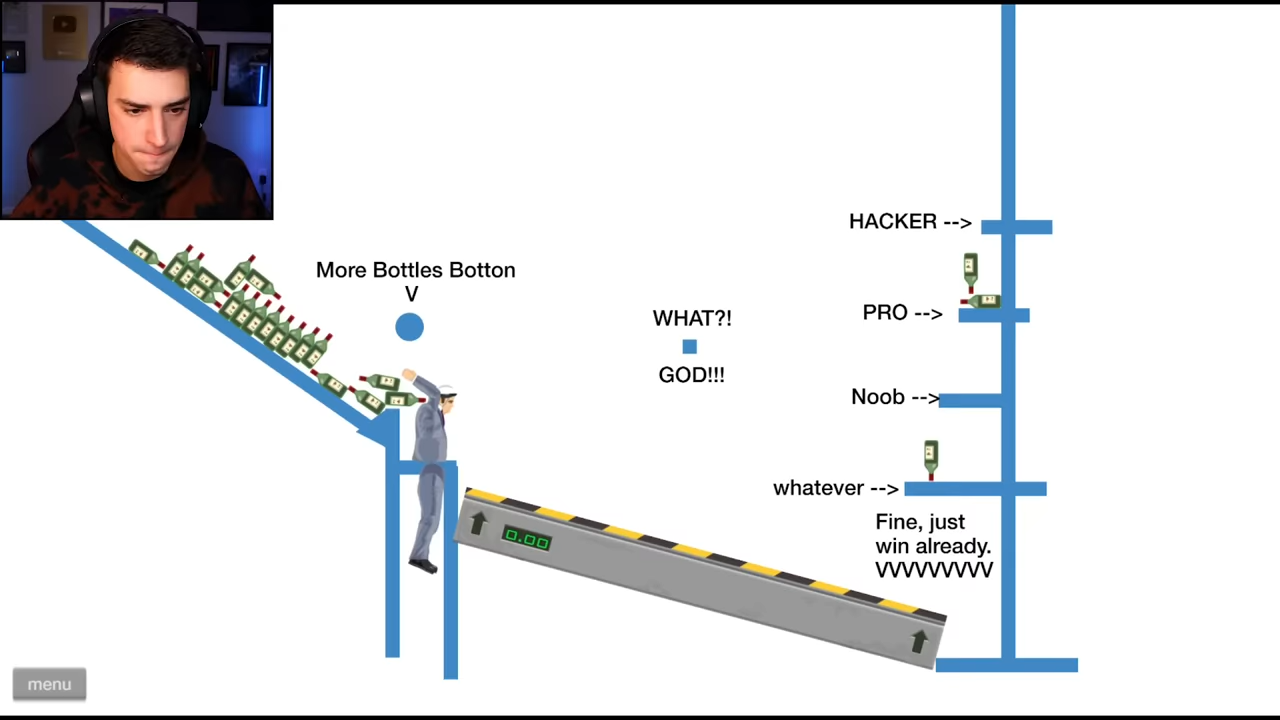 More Bottles Botton
V
WHAT?!
GOD!!!
HACKER -->
PRO -->
Noob -->
whatever -->
Fine, just
win already.
VVVVVVVVV
0.00
menu